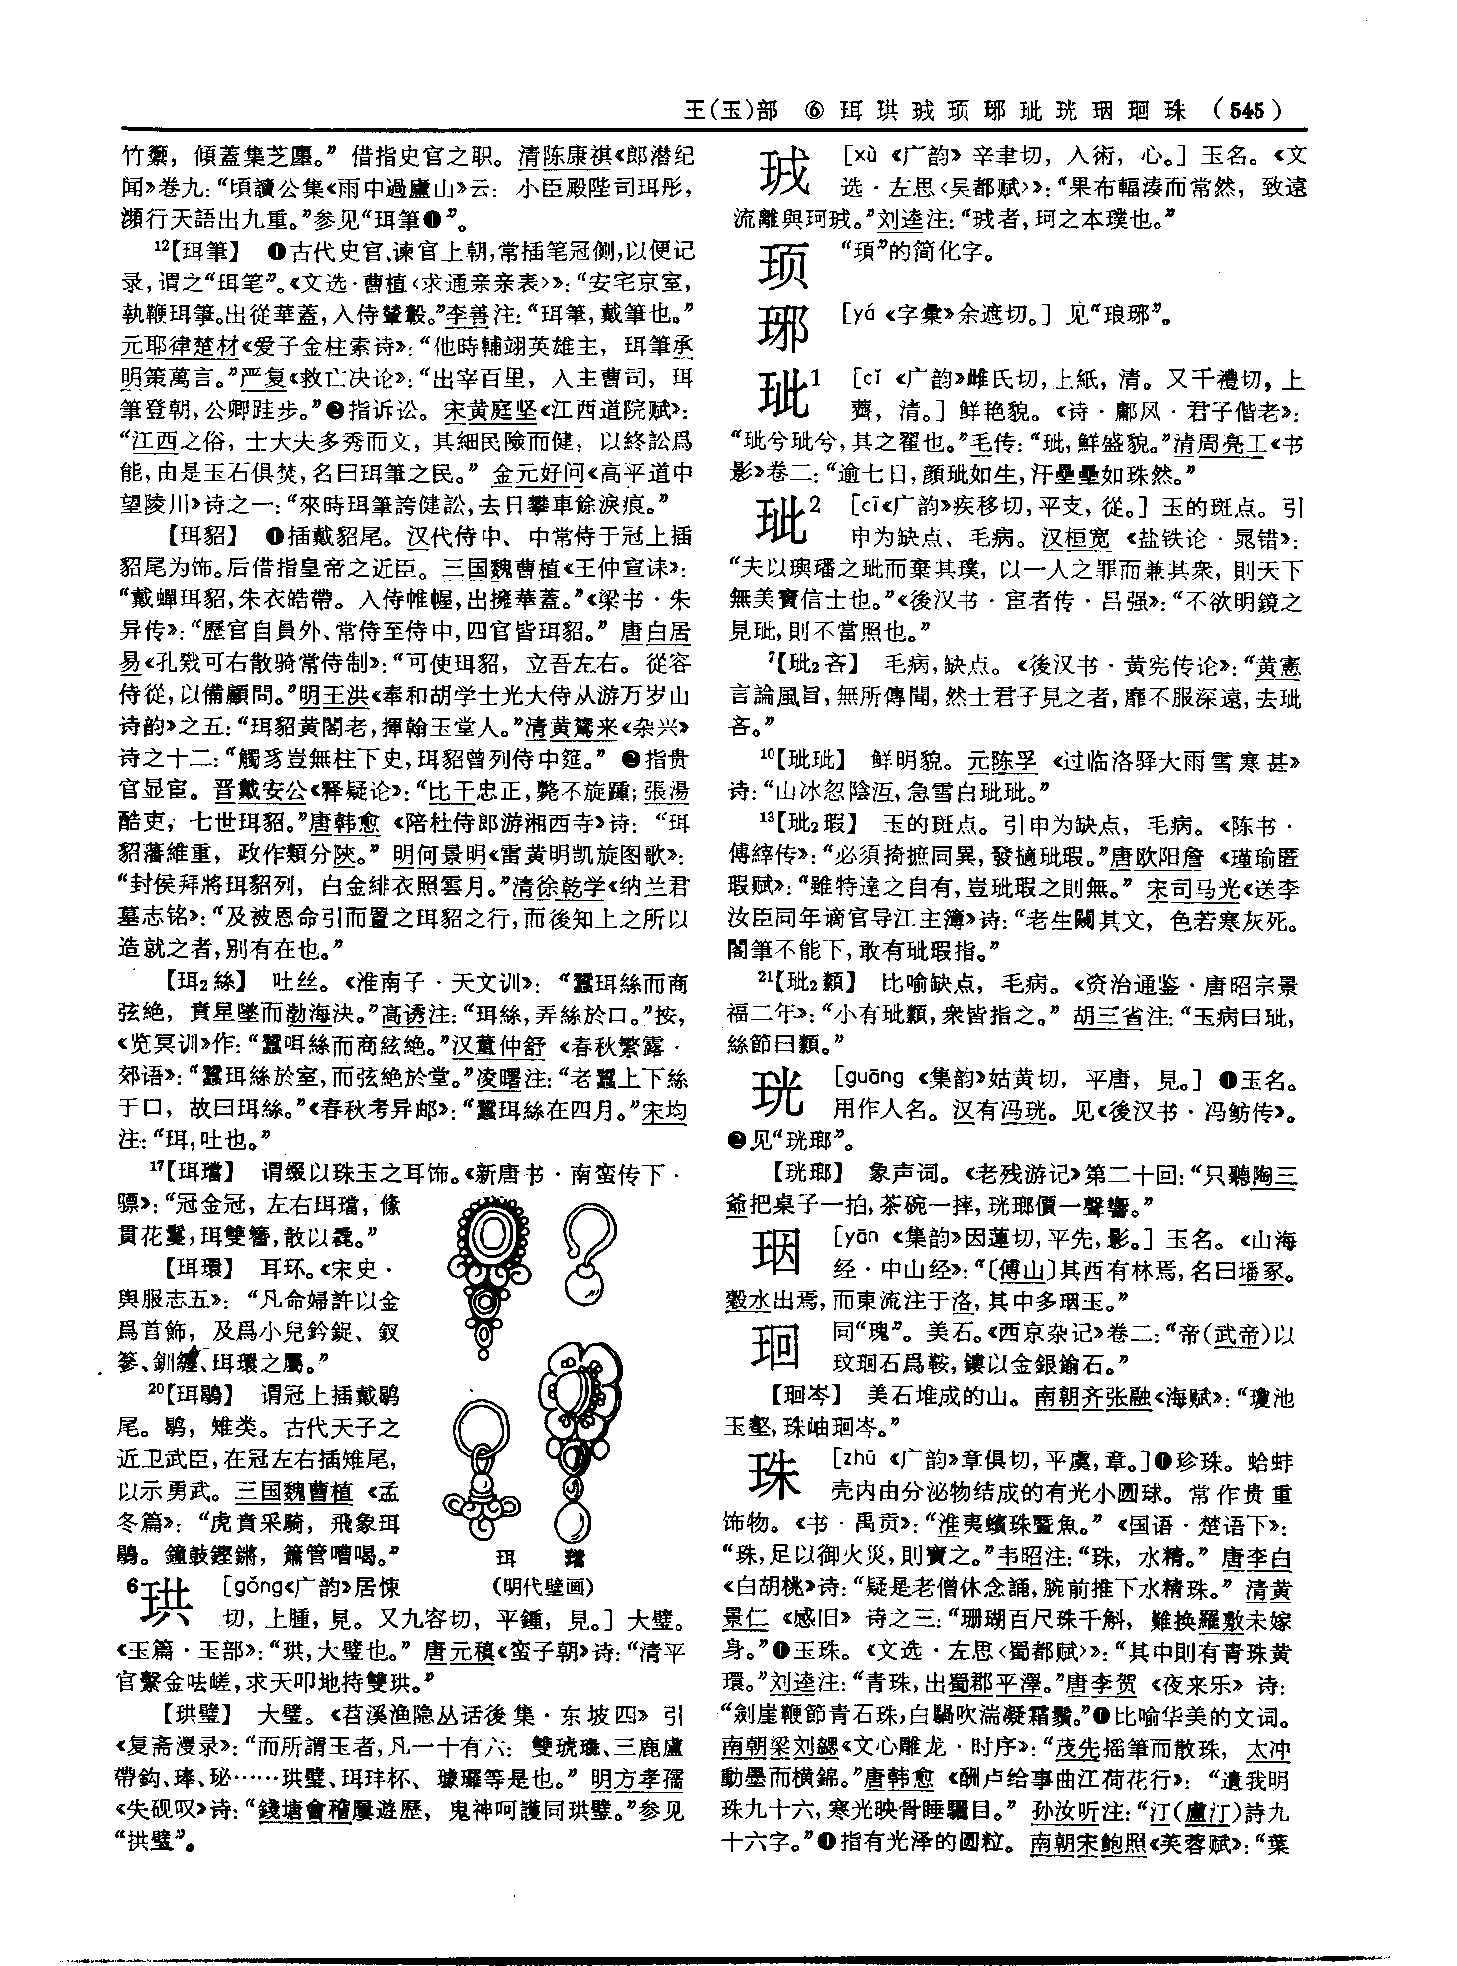 王(玉)部 ⑥ 珥珙珬顼琊玼珖珚珻珠 (545)
竹籞，傾蓋集芝廛。”借指史官之职。清陈康祺《郎潜纪
闻》卷九：“頃讀公集《雨中過廬山》云：小臣殿陛司珥彤，
瀕行天語出九重。”参见“珥筆❶”。
12【珥筆】 ❶古代史官、谏官上朝，常插笔冠侧，以便记
录，谓之“珥笔”。《文选·曹植〈求通亲亲表〉》：“安宅京室，
執鞭珥筆。出從華蓋，入侍輦轂。”李善注：“珥筆，戴筆也。”
元耶律楚材《爱子金柱索诗》：“他時輔翊英雄主，珥筆承
明策萬言。”严复《救亡决论》：“出宰百里，入主曹司，珥
筆登朝，公卿跬步。”❷指诉讼。宋黄庭坚《江西道院赋》：
“江西之俗，士大夫多秀而文，其細民險而健，以終訟爲
能，由是玉石俱焚，名曰珥筆之民。”金元好问《高平道中
望陵川》诗之一：“來時珥筆誇健訟，去日攀車餘淚痕。”
【珥貂】 ❶插戴貂尾。汉代侍中、中常侍于冠上插
貂尾为饰。后借指皇帝之近臣。三国魏曹植《王仲宣诔》：
“戴蟬珥貂，朱衣皓帶。入侍帷幄，出擁華蓋。”《梁书·朱
异传》：“歷官自員外、常侍至侍中，四官皆珥貂。”唐白居
易《孔戣可右散骑常侍制》：“可使珥貂，立吾左右。從容
侍從，以備顧問。”明王洪《奉和胡学士光大侍从游万岁山
诗韵》之五：“珥貂黄閣老，揮翰玉堂人。”清黄鷟来《杂兴》
诗之十二：“觸豸豈無柱下史，珥貂曾列侍中筵。”❷指贵
官显宦。晋戴安公《释疑论》：“比干忠正，斃不旋踵；張湯
酷吏，七世珥貂。”唐韩愈《陪杜侍郎游湘西寺》诗：“珥
貂藩維重，政作類分陝。”明何景明《雷黄明凯旋图歌》：
“封侯拜將珥貂列，白金緋衣照雲月。”清徐乾学《纳兰君
墓志铭》：“及被恩命引而置之珥貂之行，而後知上之所以
造就之者，别有在也。”
【珥2絲】 吐丝。《淮南子·天文训》：“蠶珥絲而商
弦絶，賁星墜而勃海决。”高诱注：“珥絲，弄絲於口。”按，
《览冥训》作：“蠶咡絲而商絃絶。”汉董仲舒《春秋繁露·
郊语》：“蠶珥絲於室，而弦絶於堂。”凌曙注：“老蠶上下絲
于口，故曰珥絲。”《春秋考异邮》：“蠶珥絲在四月。”宋均
注：“珥，吐也。”
17【珥璫】 谓缀以珠玉之耳饰。《新唐书·南蛮传下·
骠》：“冠金冠，左右珥璫，絛
貫花鬘，珥雙簪，散以毳。”
【珥環】 耳环。《宋史·
舆服志五》：“凡命婦許以金
爲首飾，及爲小兒鈐鋜、釵
篸、釧纏、珥環之屬。”
20【珥鶡】 谓冠上插戴鹖
尾。鹖，雉类。古代天子之
近卫武臣，在冠左右插雉尾，
以示勇武。三国魏曹植《孟
冬篇》：“虎賁采騎，飛象珥
鶡。鐘鼓鏗鏘，簫管嘈喝。”
珥 璫
(明代壁画)
6珙 [gǒng《广韵》居悚
切，上腫，見。又九容切，平鍾，見。] 大璧。
《玉篇·玉部》：“珙，大璧也。”唐元稹《蛮子朝》诗：“清平
官繫金呿嵯，求天叩地持雙珙。”
【珙璧】 大璧。《苕溪渔隐丛话後集·东坡四》引
《复斋漫录》：“而所謂玉者，凡一十有六：雙琥璏、三鹿盧
帶鈎、琫、珌……珙璧、珥玤杯、璩瓈等是也。”明方孝孺
《失砚叹》诗：“錢塘會稽屢遊歷，鬼神呵護同珙璧。”参见
“拱璧”。
珬 [xù《广韵》辛聿切，入術，心。] 玉名。《文
选·左思〈吴都赋〉》：“果布輻湊而常然，致遠
流離與珂珬。”刘逵注：“珬者，珂之本璞也。”
顼 “頊”的简化字。
琊 [yá《字彙》余遮切。] 见“琅琊”。
玼1 [cǐ《广韵》雌氏切，上紙，清。又千禮切，上
薺，清。] 鲜艳貌。《诗·鄘风·君子偕老》：
“玼兮玼兮，其之翟也。”毛传：“玼，鮮盛貌。”清周亮工《书
影》卷二：“逾七日，顔玼如生，汗纍纍如珠然。”
玼2 [cī《广韵》疾移切，平支，從。] 玉的斑点。引
申为缺点、毛病。汉桓宽《盐铁论·晁错》：
“夫以璵璠之玼而棄其璞，以一人之罪而兼其衆，則天下
無美寶信士也。”《後汉书·宦者传·吕强》：“不欲明鏡之
見玼，則不當照也。”
7【玼2吝】 毛病，缺点。《後汉书·黄宪传论》：“黄憲
言論風旨，無所傳聞，然士君子見之者，靡不服深遠，去玼
吝。”
10【玼玼】 鲜明貌。元陈孚《过临洛驿大雨雪寒甚》
诗：“山冰忽陰冱，急雪白玼玼。”
13【玼2瑕】 玉的斑点。引申为缺点，毛病。《陈书·
傅縡传》：“必須掎摭同異，發擿玼瑕。”唐欧阳詹《瑾瑜匿
瑕赋》：“雖特達之自有，豈玼瑕之則無。”宋司马光《送李
汝臣同年谪官导江主簿》诗：“老生闚其文，色若寒灰死。
閣筆不能下，敢有玼瑕指。”
21【玼2纇】 比喻缺点，毛病。《资治通鉴·唐昭宗景
福二年》：“小有玼纇，衆皆指之。”胡三省注：“玉病曰玼，
絲節曰纇。”
珖 [guāng《集韵》姑黄切，平唐，見。] ❶玉名。
用作人名。汉有冯珖。见《後汉书·冯鲂传》。
❷见“珖瑯”。
【珖瑯】 象声词。《老残游记》第二十回：“只聽陶三
爺把桌子一拍，茶碗一摔，珖瑯價一聲響。”
珚 [yān《集韵》因蓮切，平先，影。] 玉名。《山海
经·中山经》：“〔傅山〕其西有林焉，名曰墦冢。
穀水出焉，而東流注于洛，其中多珚玉。”
珻 同“瑰”。美石。《西京杂记》卷二：“帝(武帝)以
玫珻石爲鞍，鏤以金銀鍮石。”
【珻岑】 美石堆成的山。南朝齐张融《海赋》：“瓊池
玉壑，珠岫珻岑。”
珠 [zhū《广韵》章俱切，平虞，章。]❶珍珠。蛤蚌
壳内由分泌物结成的有光小圆球。常作贵重
饰物。《书·禹贡》：“淮夷蠙珠暨魚。”《国语·楚语下》：
“珠，足以御火災，則寶之。”韦昭注：“珠，水精。”唐李白
《白胡桃》诗：“疑是老僧休念誦，腕前推下水精珠。”清黄
景仁《感旧》诗之三：“珊瑚百尺珠千斛，難换羅敷未嫁
身。”❷玉珠。《文选·左思〈蜀都赋〉》：“其中則有青珠黄
環。”刘逵注：“青珠，出蜀郡平澤。”唐李贺《夜来乐》诗：
“劍崖鞭節青石珠，白騧吹湍凝霜鬚。”❸比喻华美的文词。
南朝梁刘勰《文心雕龙·时序》：“茂先摇筆而散珠，太冲
動墨而横錦。”唐韩愈《酬卢给事曲江荷花行》：“遺我明
珠九十六，寒光映骨睡驪目。”孙汝听注：“汀(盧汀)詩九
十六字。”❹指有光泽的圆粒。南朝宋鲍照《芙蓉赋》：“葉